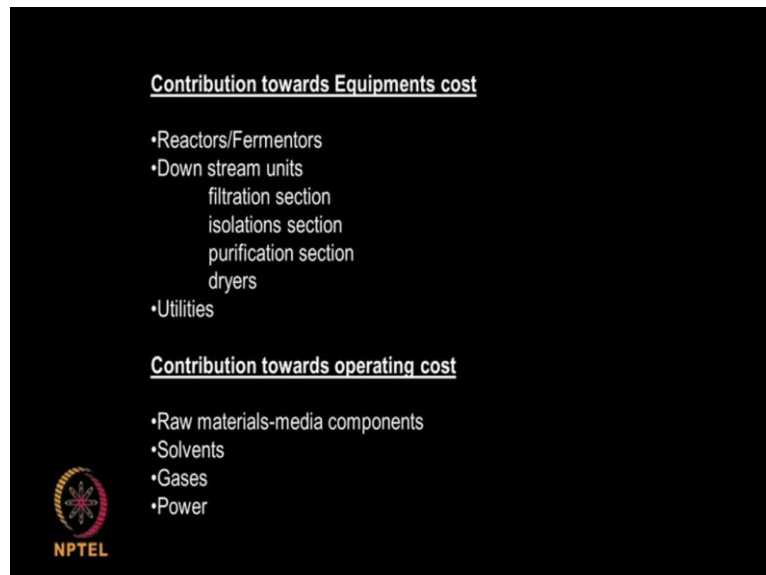 Contribution towards Equipments cost
•Reactors/Fermentors
•Down stream units
filtration section
isolations section
purification section
dryers
•Utilities
Contribution towards operating cost
•Raw materials-media components
•Solvents
•Gases
•Power
NPTEL